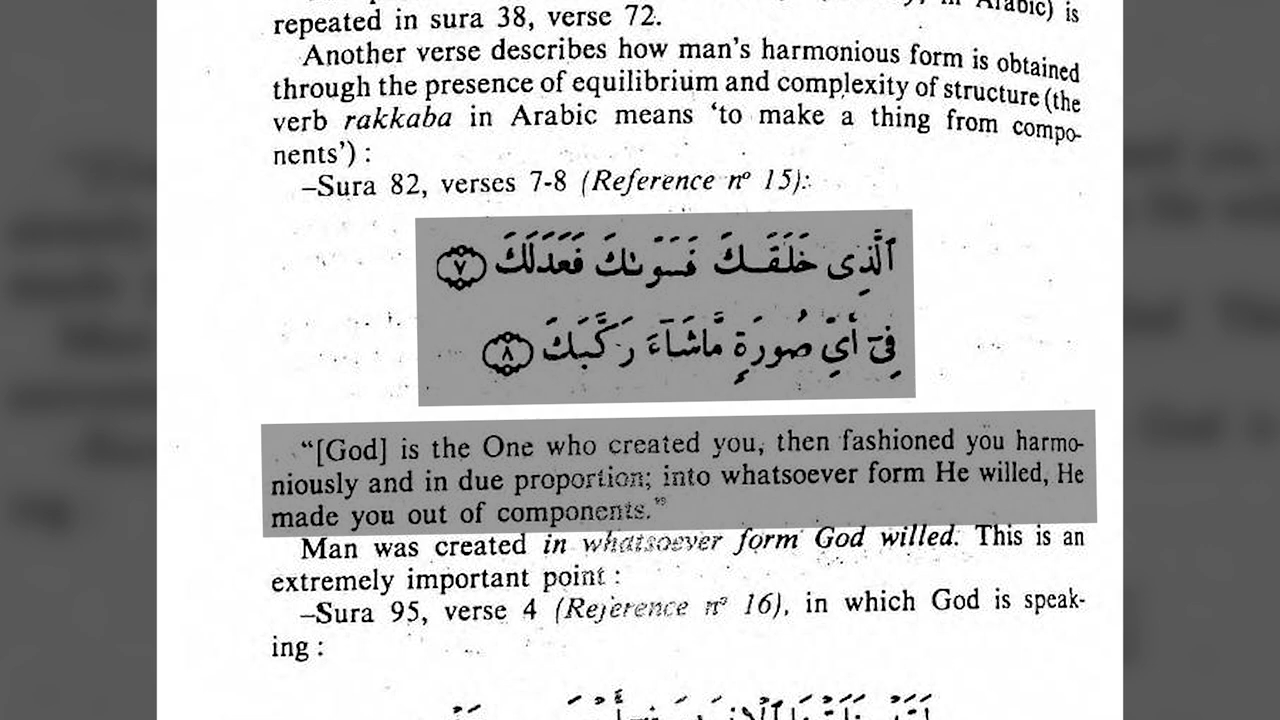 Arabic) is
repeated in sura 38, verse 72.
Another verse describes how man's harmonious form is obtained
through the presence of equilibrium and complexity of structure (the
verb rakkaba in Arabic means ‘to make a thing from compo-
nents’) :
–Sura 82, verses 7-8 (Reference nº 15):
ٱلَّذِى خَلَقَكَ فَسَوَّىٰكَ فَعَدَلَكَ ٧
فِىٓ أَىِّ صُورَةٍ مَّا شَآءَ رَكَّبَكَ ٨
“[God] is the One who created you, then fashioned you harmo-
niously and in due proportion; into whatsoever form He willed, He
made you out of components.”
Man was created in whatsoever form God willed. This is an
extremely important point :
–Sura 95, verse 4 (Reference nº 16), in which God is speak-
ing :